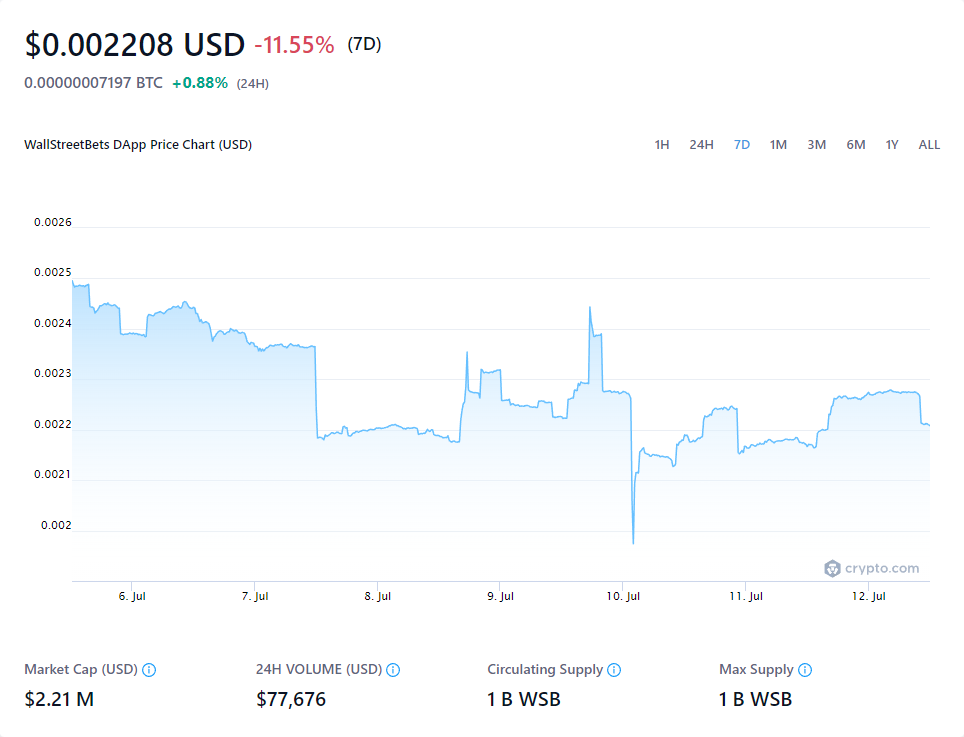 $0.002208 USD -11.55% (7D)
0.00000007197 BTC +0.88% (24H)
WallStreetBets DApp Price Chart (USD) 1H 24H 7D 1M 3M 6M 1Y ALL
0.0026
0.0025
0.0024
0.0023
0.0022
0.0021
0.002
crypto.com
6. Jul 7. Jul 8. Jul 9. Jul 10. Jul 11. Jul 12. Jul
Market Cap (USD) 24H VOLUME (USD) Circulating Supply Max Supply
$2.21 M $77,676 1 B WSB 1 B WSB